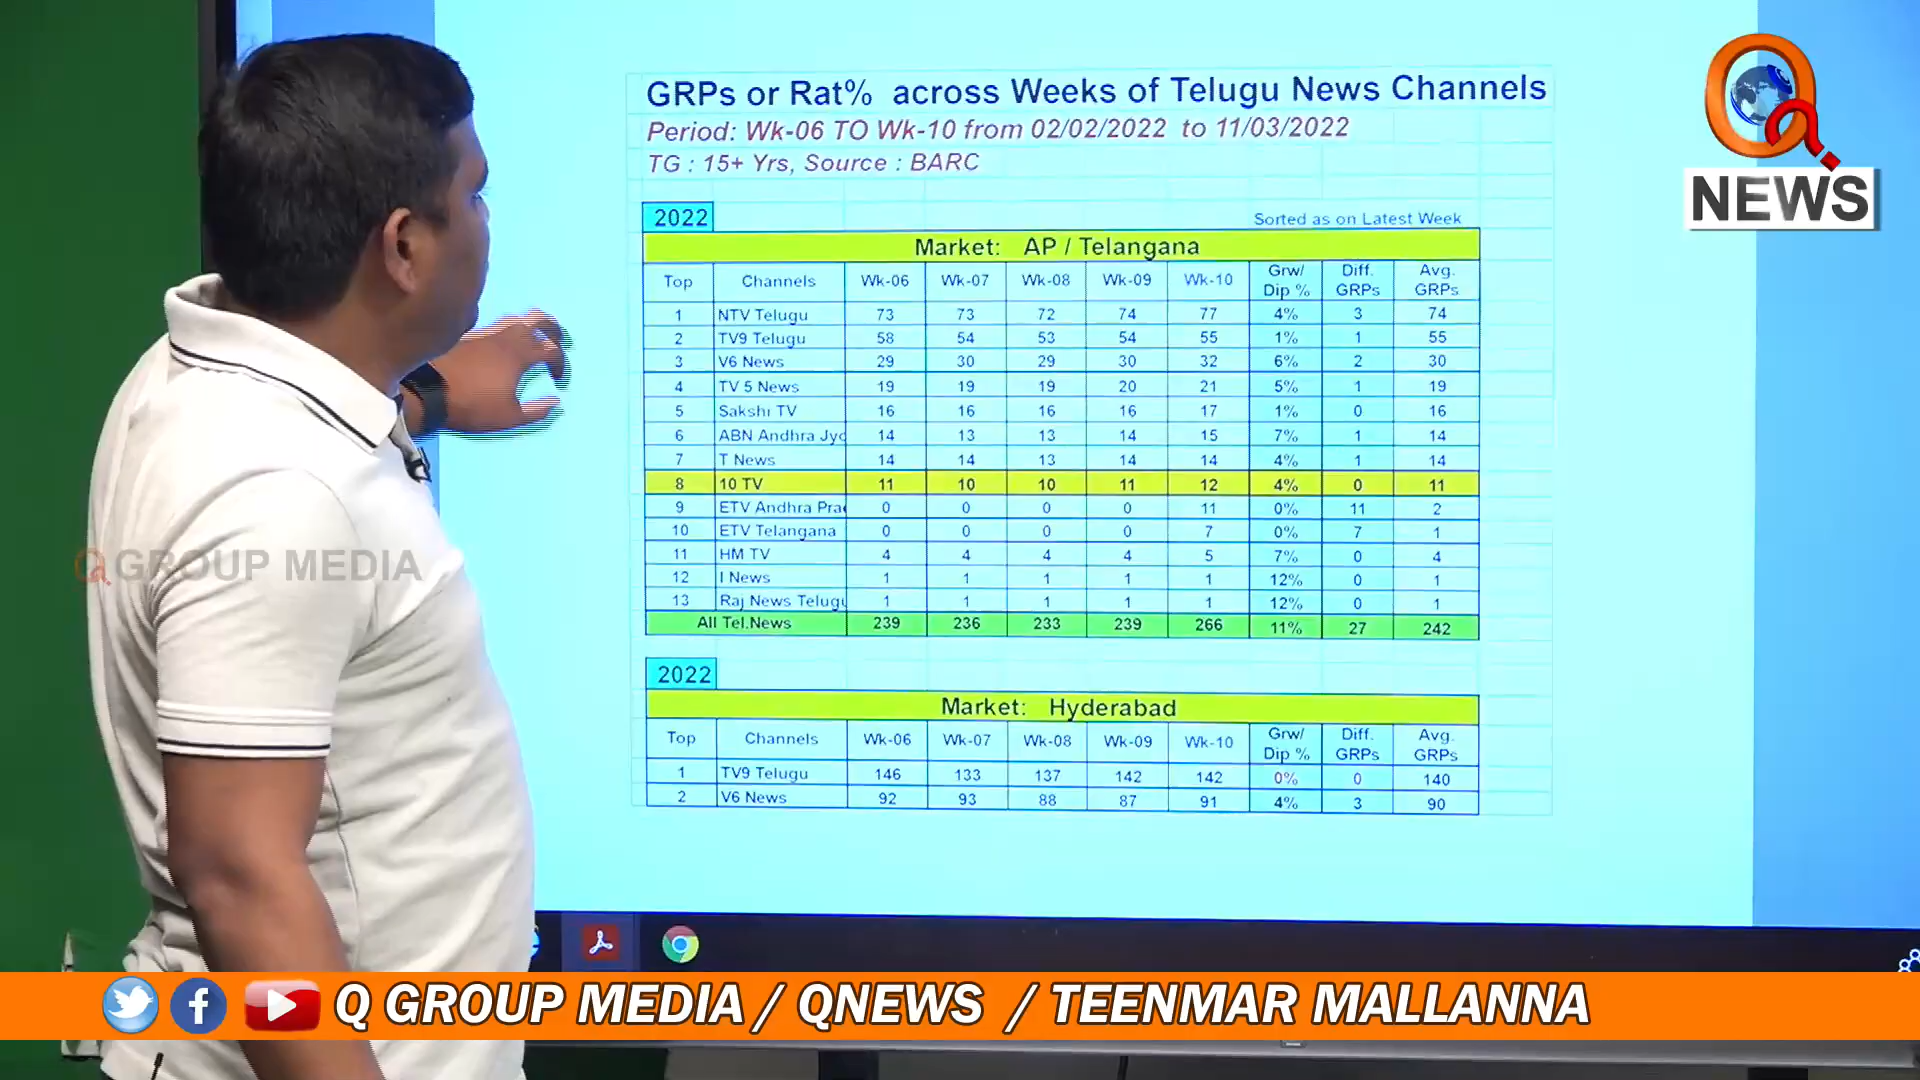 GRPs or Rat% across Weeks of Telugu News Channels
Period: Wk-06 TO Wk-10 from 02/02/2022 to 11/03/2022
TG : 15+ Yrs, Source : BARC
Q
NEWS
2022 Sorted as on Latest Week
Market: AP / Telangana
Top Channels Wk-06 Wk-07 Wk-08 Wk-09 Wk-10 Grw/ Dip % Diff. GRPs Avg. GRPs
1 NTV Telugu 73 73 72 74 77 4% 3 74
2 TV9 Telugu 58 54 53 54 55 1% 1 55
3 V6 News 29 30 29 30 32 6% 2 30
4 TV 5 News 19 19 19 20 21 5% 1 19
5 Sakshi TV 16 16 16 16 17 1% 0 16
6 ABN Andhra Jyo 14 13 13 14 15 7% 1 14
7 T News 14 14 13 14 14 4% 1 14
8 10 TV 11 10 10 11 12 4% 0 11
9 ETV Andhra Prad 0 0 0 0 11 0% 11 2
10 ETV Telangana 0 0 0 0 7 0% 7 1
11 HM TV 4 4 4 4 5 7% 0 4
12 I News 1 1 1 1 1 12% 0 1
13 Raj News Telugu 1 1 1 1 1 12% 0 1
All Tel.News 239 236 233 239 266 11% 27 242
2022
Market: Hyderabad
Top Channels Wk-06 Wk-07 Wk-08 Wk-09 Wk-10 Grw/ Dip % Diff. GRPs Avg. GRPs
1 TV9 Telugu 146 133 137 142 142 0% 0 140
2 V6 News 92 93 88 87 91 4% 3 90
Q GROUP MEDIA
Q GROUP MEDIA / QNEWS / TEENMAR MALLANNA